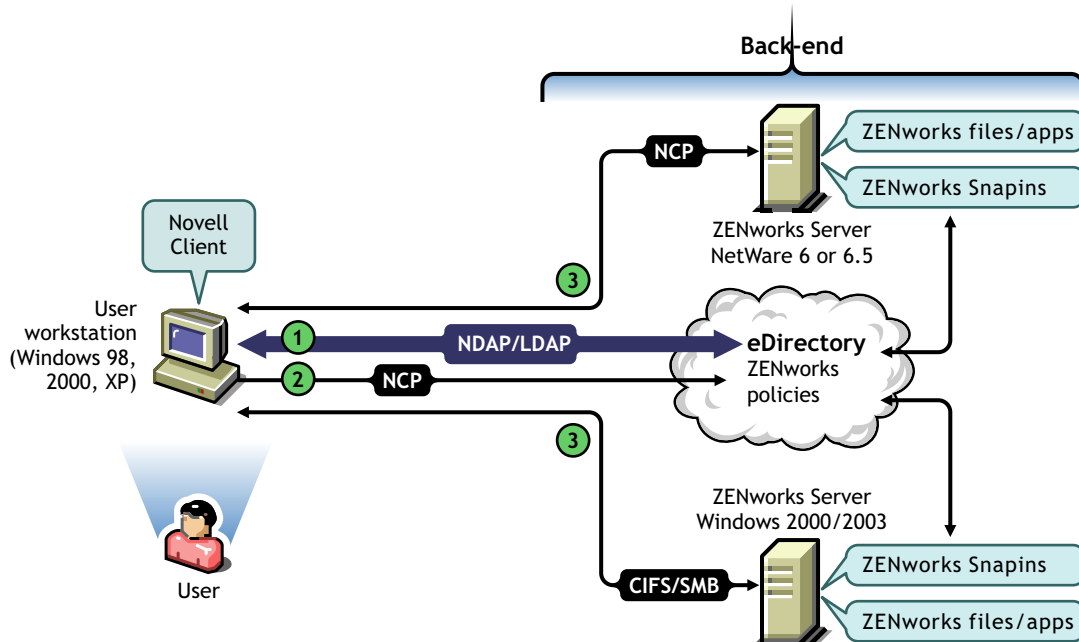 Back-end
ZENworks files/apps
NCP
ZENworks Snapins
Novell
Client
ZENworks Server
NetWare 6 or 6.5
3
User
workstation
(Windows 98,
2000, XP)
1
NDAP/LDAP
eDirectory
ZENworks
policies
2
NCP
3
ZENworks Server
Windows 2000/2003
ZENworks Snapins
CIFS/SMB
User
ZENworks files/apps